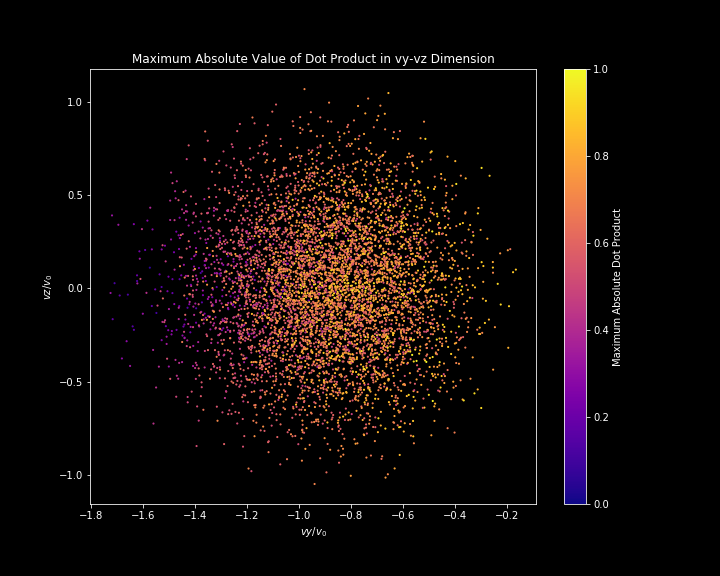 Maximum Absolute Value of Dot Product in vy-vz Dimension
1.0
0.5
0.0
−0.5
−1.0
vz/v₀
−1.8 −1.6 −1.4 −1.2 −1.0 −0.8 −0.6 −0.4 −0.2
vy/v₀
1.0
0.8
0.6
0.4
0.2
0.0
Maximum Absolute Dot Product